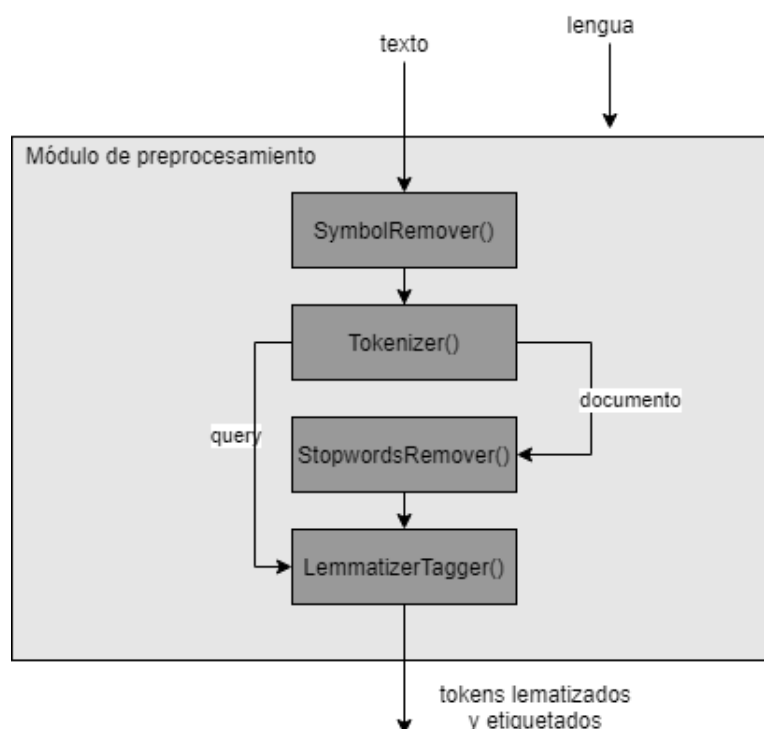 lengua
texto
Módulo de preprocesamiento
SymbolRemover()
Tokenizer()
documento
query
StopwordsRemover()
LemmatizerTagger()
tokens lematizados
y etiquetados